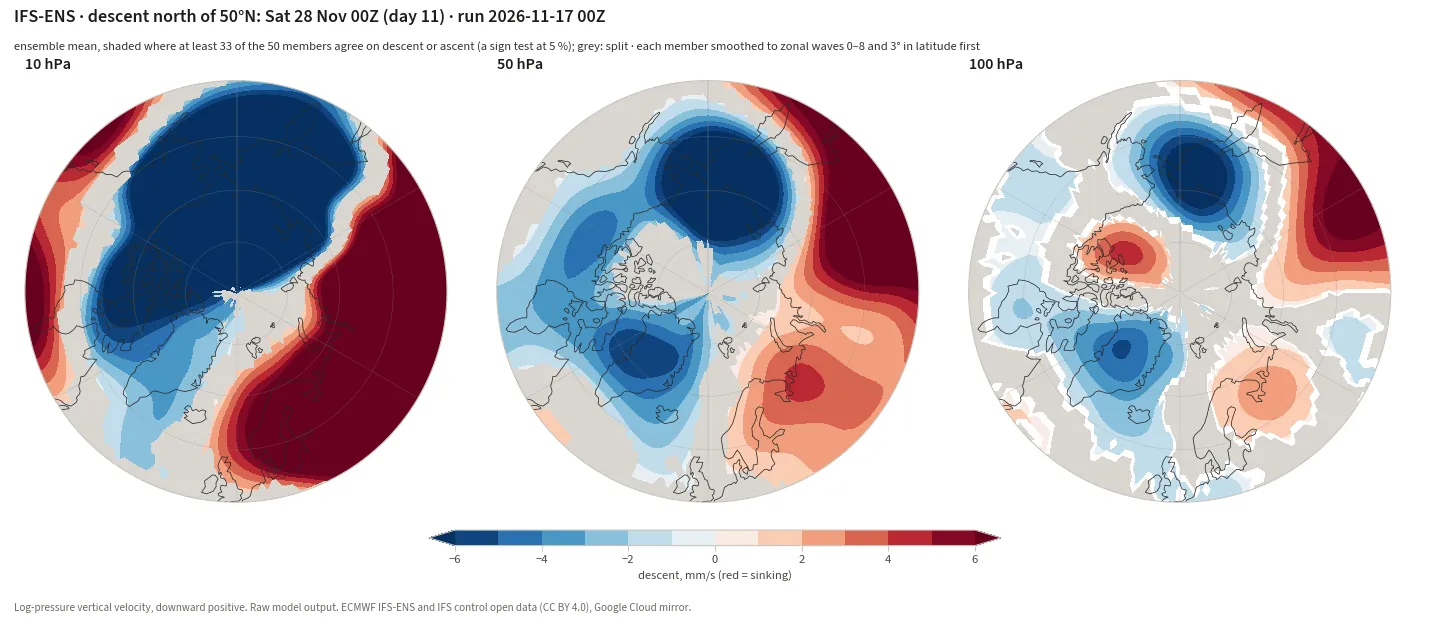 IFS-ENS · descent north of 50°N: Sat 28 Nov 00Z (day 11) · run 2026-11-17 00Z
ensemble mean, shaded where at least 33 of the 50 members agree on descent or ascent (a sign test at 5 %); grey: split · each member smoothed to zonal waves 0–8 and 3° in latitude first
10 hPa
50 hPa
100 hPa
−6
−4
−2
0
2
4
6
descent, mm/s (red = sinking)
Log-pressure vertical velocity, downward positive. Raw model output. ECMWF IFS-ENS and IFS control open data (CC BY 4.0), Google Cloud mirror.